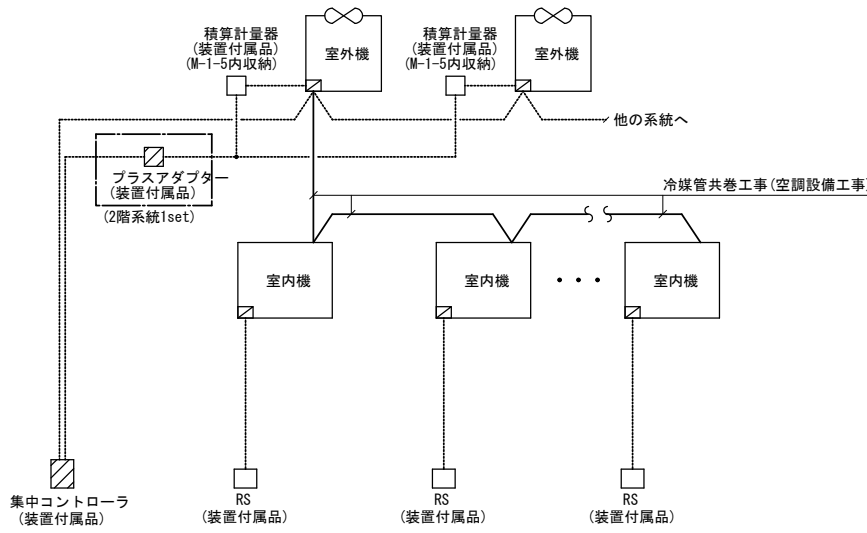 積算計量器
(装置付属品)
(M-1-5内収納)
室外機
積算計量器
(装置付属品)
(M-1-5内収納)
室外機
他の系統へ
プラスアダプター
(装置付属品)
(2階系統1set)
冷媒管共巻工事(空調設備工事)
室内機
室内機
室内機
集中コントローラ
(装置付属品)
RS
(装置付属品)
RS
(装置付属品)
RS
(装置付属品)